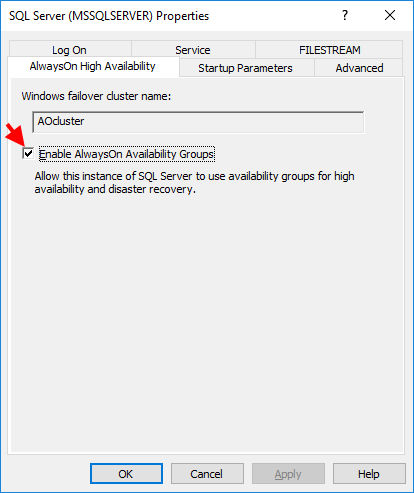 SQL Server (MSSQLSERVER) Properties
?
Log On
Service
FILESTREAM
AlwaysOn High Availability
Startup Parameters
Advanced
Windows failover cluster name:
AOcluster
Enable AlwaysOn Availability Groups
Allow this instance of SQL Server to use availability groups for high
availability and disaster recovery.
OK
Cancel
Apply
Help